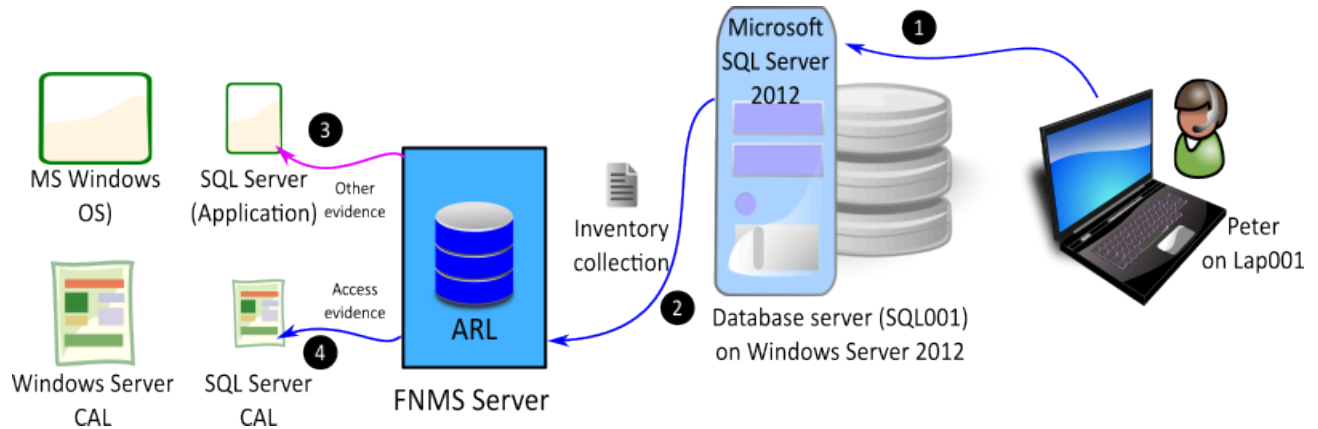 1
Microsoft
SQL Server
2012
3
MS Windows
OS)
SQL Server
(Application)
Other
evidence
Inventory
collection
Peter
on Lap001
2
Access
evidence
ARL
4
Database server (SQL001)
on Windows Server 2012
Windows Server
CAL
SQL Server
CAL
FNMS Server